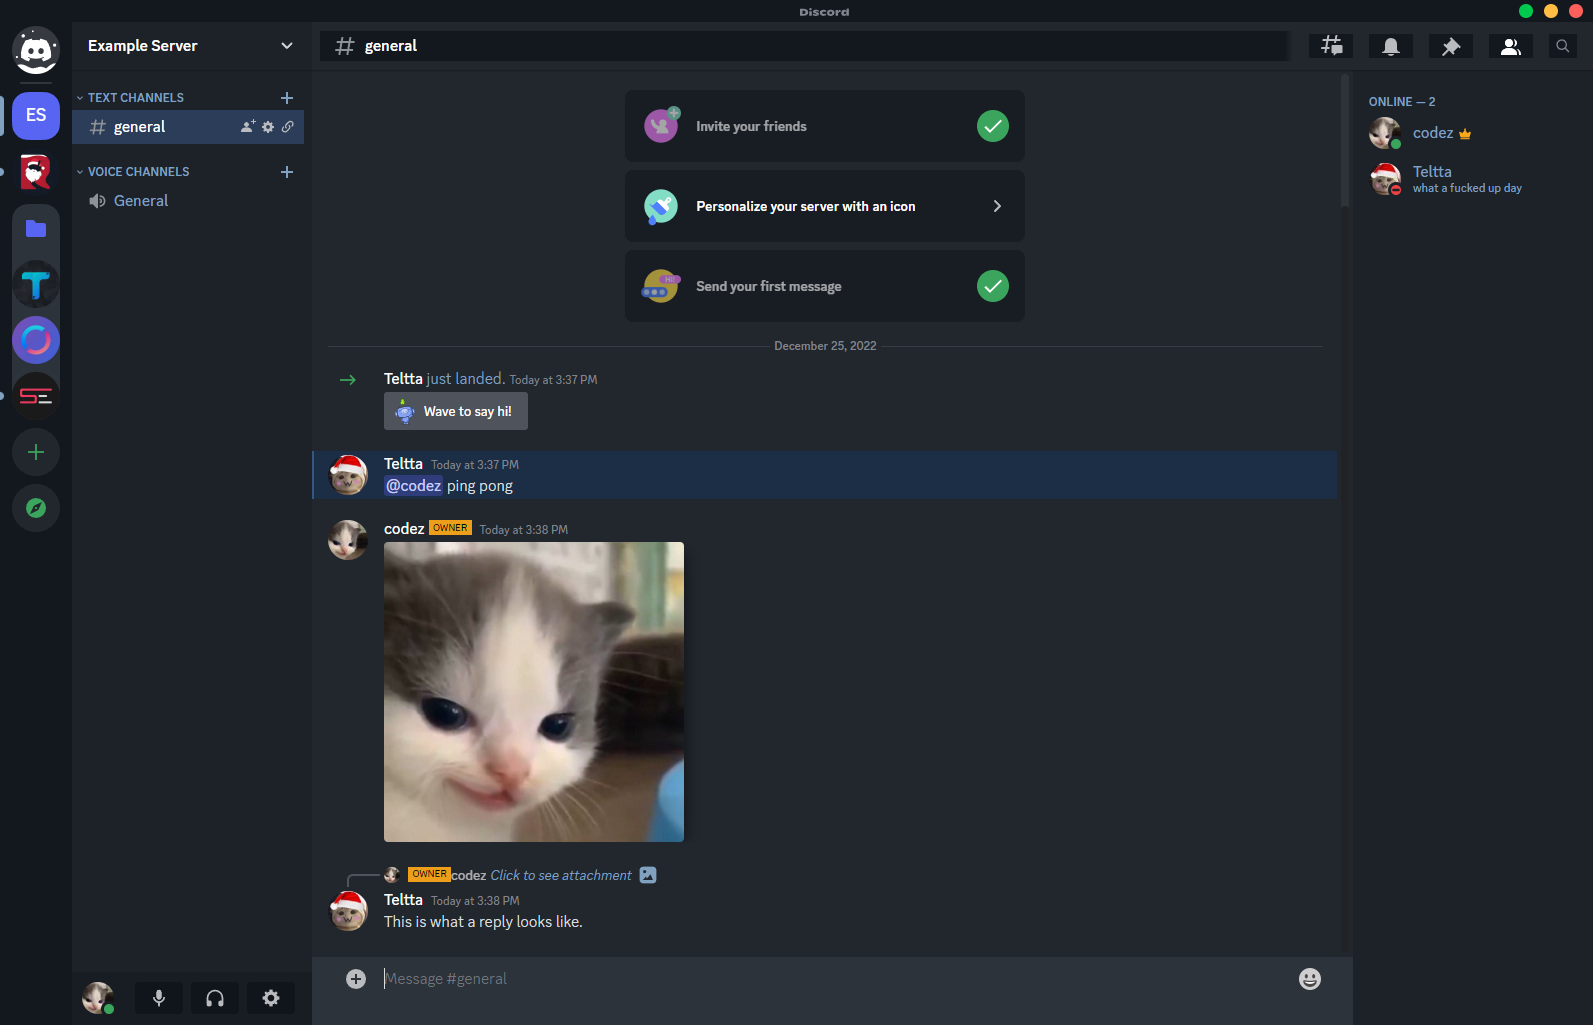 Discord
Example Server
general
ES
TEXT CHANNELS
general
VOICE CHANNELS
General
Invite your friends
Personalize your server with an icon
Hi!
Send your first message
December 25, 2022
Teltta just landed. Today at 3:37 PM
Wave to say hi!
Teltta Today at 3:37 PM
@codez ping pong
codez OWNER Today at 3:38 PM
OWNER codez Click to see attachment
Teltta Today at 3:38 PM
This is what a reply looks like.
Message #general
ONLINE — 2
codez
Teltta
what a fucked up day